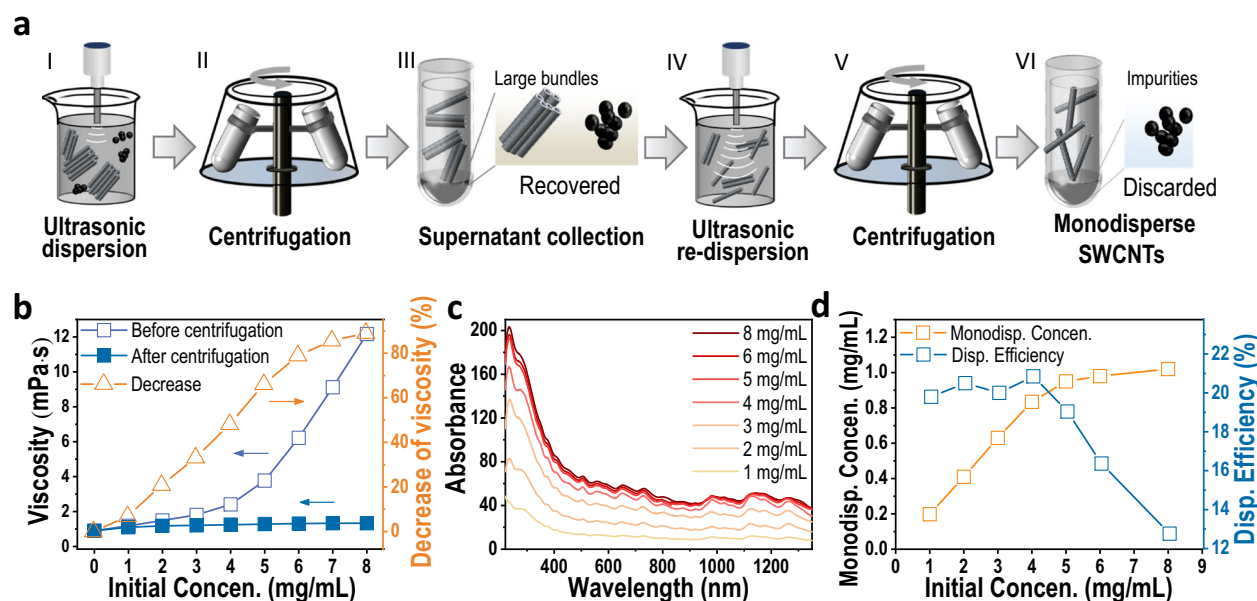 a
I
II
III
IV
V
VI
Large bundles
Recovered
Impurities
Discarded
Ultrasonic
dispersion
Centrifugation
Supernatant collection
Ultrasonic
re-dispersion
Centrifugation
Monodisperse
SWCNTs
b
Viscosity (mPa·s)
12
10
8
6
4
2
0
Before centrifugation
After centrifugation
Decrease
80
60
40
20
0
Decrease of viscosity (%)
0 1 2 3 4 5 6 7 8
Initial Concen. (mg/mL)
c
Absorbance
200
160
120
80
40
0
8 mg/mL
6 mg/mL
5 mg/mL
4 mg/mL
3 mg/mL
2 mg/mL
1 mg/mL
400 600 800 1000 1200
Wavelength (nm)
d
Monodisp. Concen. (mg/mL)
1.2
1.0
0.8
0.6
0.4
0.2
0.0
Monodisp. Concen.
Disp. Efficiency
22
20
18
16
14
12
Disp. Efficiency (%)
0 1 2 3 4 5 6 7 8 9
Initial Concen. (mg/mL)